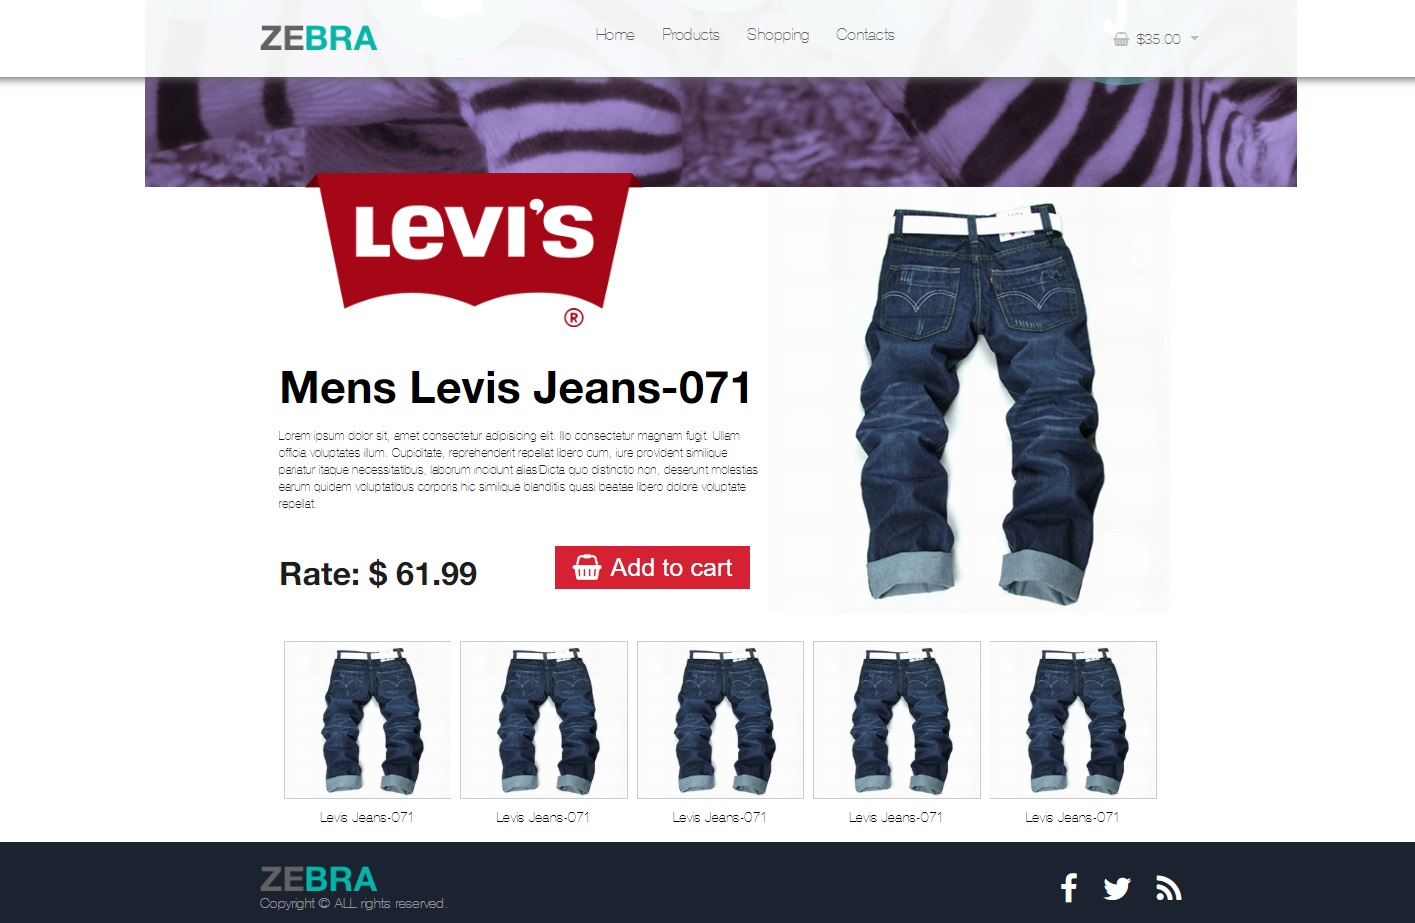 ZEBRA
Home Products Shopping Contacts
$35.00
LEVI'S
®
Mens Levis Jeans-071
Lorem ipsum dolor sit, amet consectetur adipisicing elit. Illo consectetur magnam fugit. Ullam
officia voluptates illum. Cupiditate, reprehenderit repellat libero cum, iure provident similique
pariatur itaque necessitatibus, laborum incidunt alias!Dicta quo distinctio non, deserunt molestias
earum quidem voluptatibus corporis hic similique blanditiis quasi beatae libero dolore voluptate
repellat.
Rate: $ 61.99
Add to cart
Levis Jeans-071 Levis Jeans-071 Levis Jeans-071 Levis Jeans-071 Levis Jeans-071
ZEBRA
Copyright © ALL rights reserved.